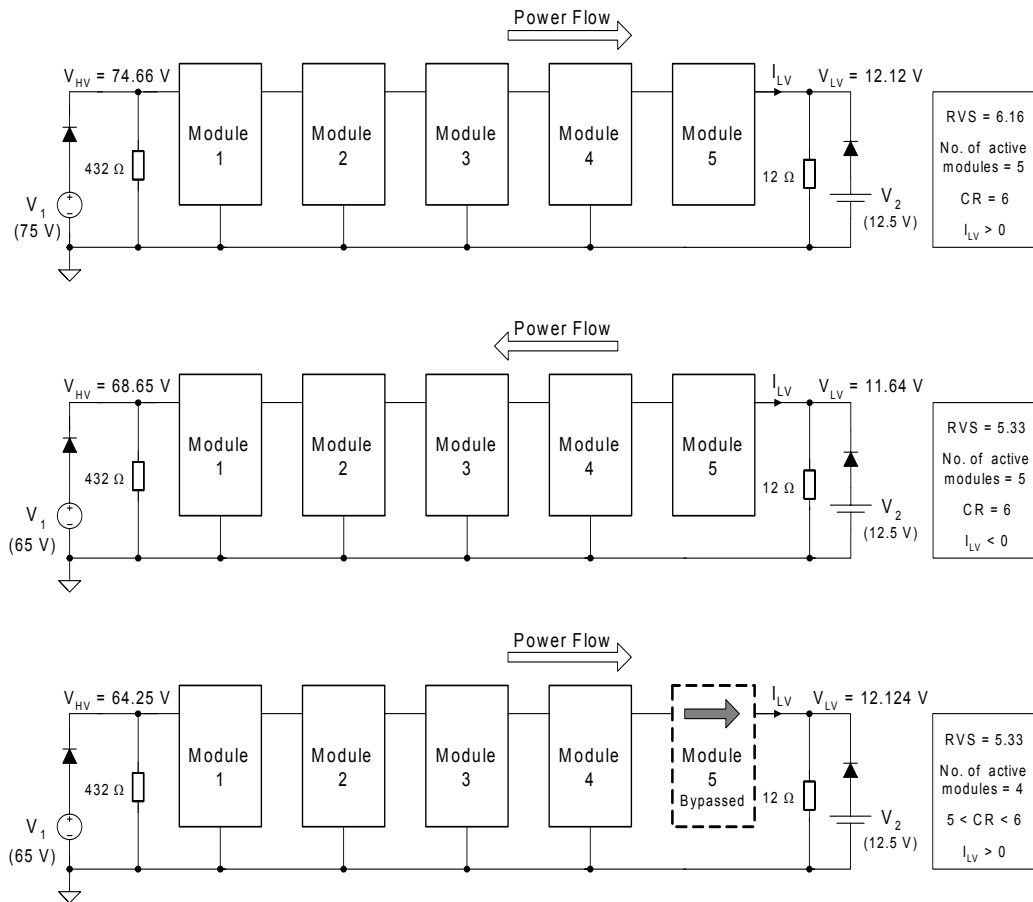 Power Flow
V_HV = 74.66 V
I_LV
V_LV = 12.12 V
Module
1
Module
2
Module
3
Module
4
Module
5
432 Ω
12 Ω
V_1
(75 V)
V_2
(12.5 V)
RVS = 6.16
No. of active
modules = 5
CR = 6
I_LV > 0
Power Flow
V_HV = 68.65 V
I_LV
V_LV = 11.64 V
Module
1
Module
2
Module
3
Module
4
Module
5
432 Ω
12 Ω
V_1
(65 V)
V_2
(12.5 V)
RVS = 5.33
No. of active
modules = 5
CR = 6
I_LV < 0
Power Flow
V_HV = 64.25 V
I_LV
V_LV = 12.124 V
Module
1
Module
2
Module
3
Module
4
Module
5
Bypassed
432 Ω
12 Ω
V_1
(65 V)
V_2
(12.5 V)
RVS = 5.33
No. of active
modules = 4
5 < CR < 6
I_LV > 0